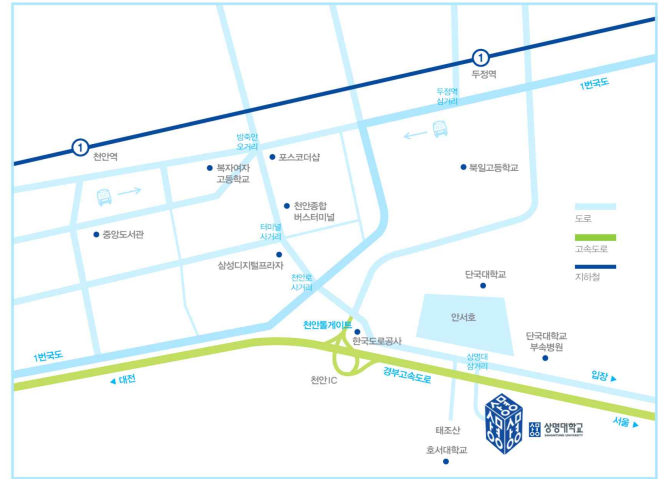 1
두정역
두정역
삼거리
1번국도
1
천안역
방죽안
오거리
포스코더샵
복자여자
고등학교
북일고등학교
천안종합
버스터미널
중앙도서관
터미널
사거리
삼성디지털프라자
천안로
사거리
도로
고속도로
지하철
단국대학교
안서호
천안톨게이트
한국도로공사
단국대학교
부속병원
1번국도
◀ 대전
천안 IC
경부고속도로
상명대
삼거리
입장 ▶
서울 ▶
상명대학교
SANGMYUNG UNIVERSITY
태조산
호서대학교